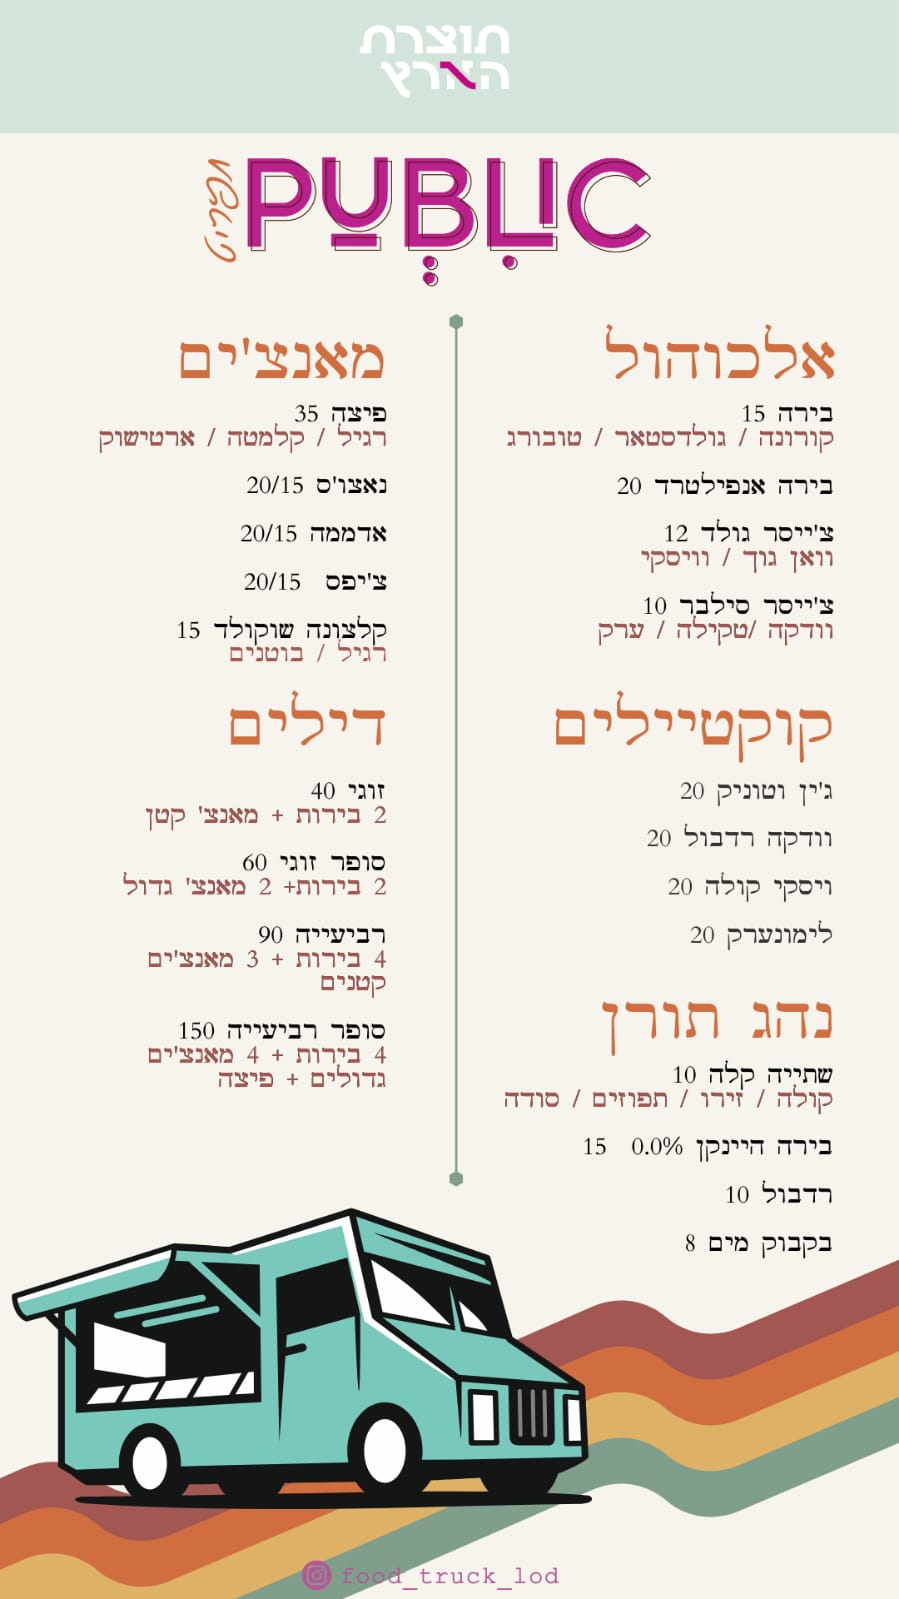 תוצרת
הארץ
תפריט
PUBLIC
אלכוהול
בירה 15
קורונה / גולדסטאר / טובורג
בירה אנפילטרד 20
צ'ייסר גולד 12
וואן גוך / וויסקי
צ'ייסר סילבר 10
וודקה /טקילה / ערק
קוקטיילים
ג'ין וטוניק 20
וודקה רדבול 20
ויסקי קולה 20
לימונערק 20
נהג תורן
שתייה קלה 10
קולה / זירו / תפוזים / סודה
בירה היינקן 0.0% 15
רדבול 10
בקבוק מים 8
מאנצ'ים
פיצה 35
רגיל / קלמטה / ארטישוק
נאצו'ס 20/15
אדממה 20/15
צ'יפס 20/15
קלצונה שוקולד 15
רגיל / בוטנים
דילים
זוגי 40
2 בירות + מאנצ' קטן
סופר זוגי 60
2 בירות+ 2 מאנצ' גדול
רביעייה 90
4 בירות + 3 מאנצ'ים
קטנים
סופר רביעייה 150
4 בירות + 4 מאנצ'ים
גדולים + פיצה
food_truck_lod